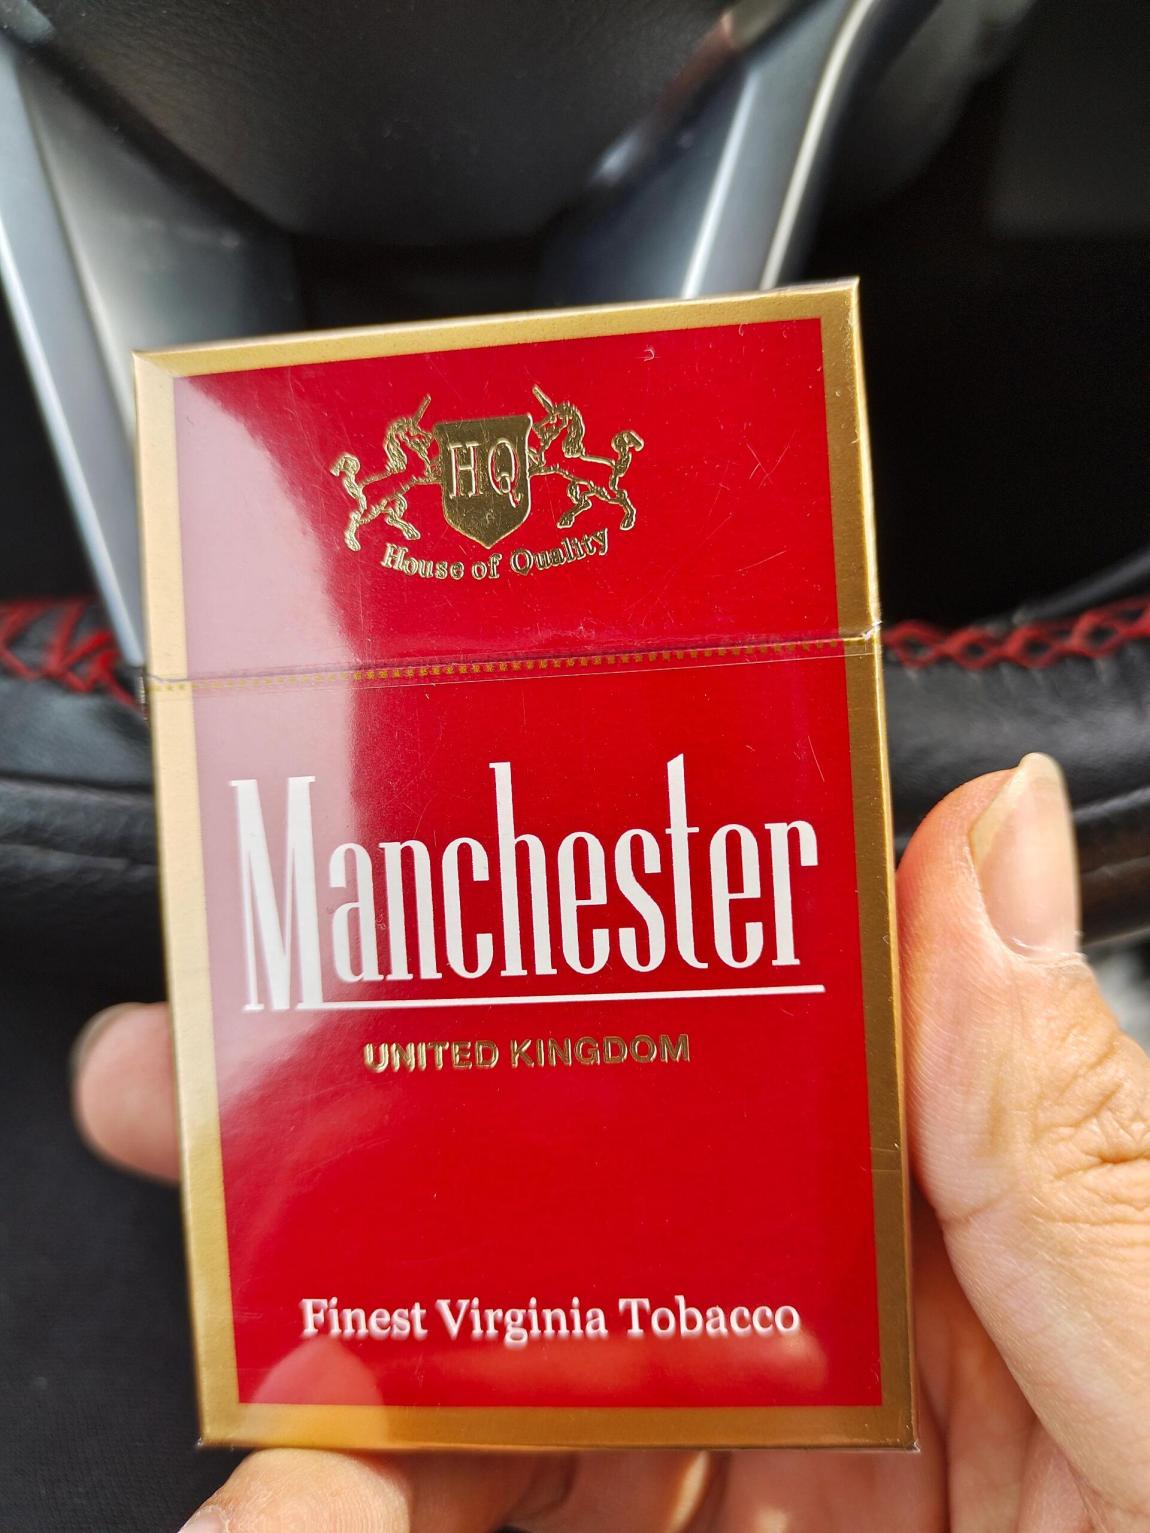 HQ
House of Quality
Manchester
UNITED KINGDOM
Finest Virginia Tobacco